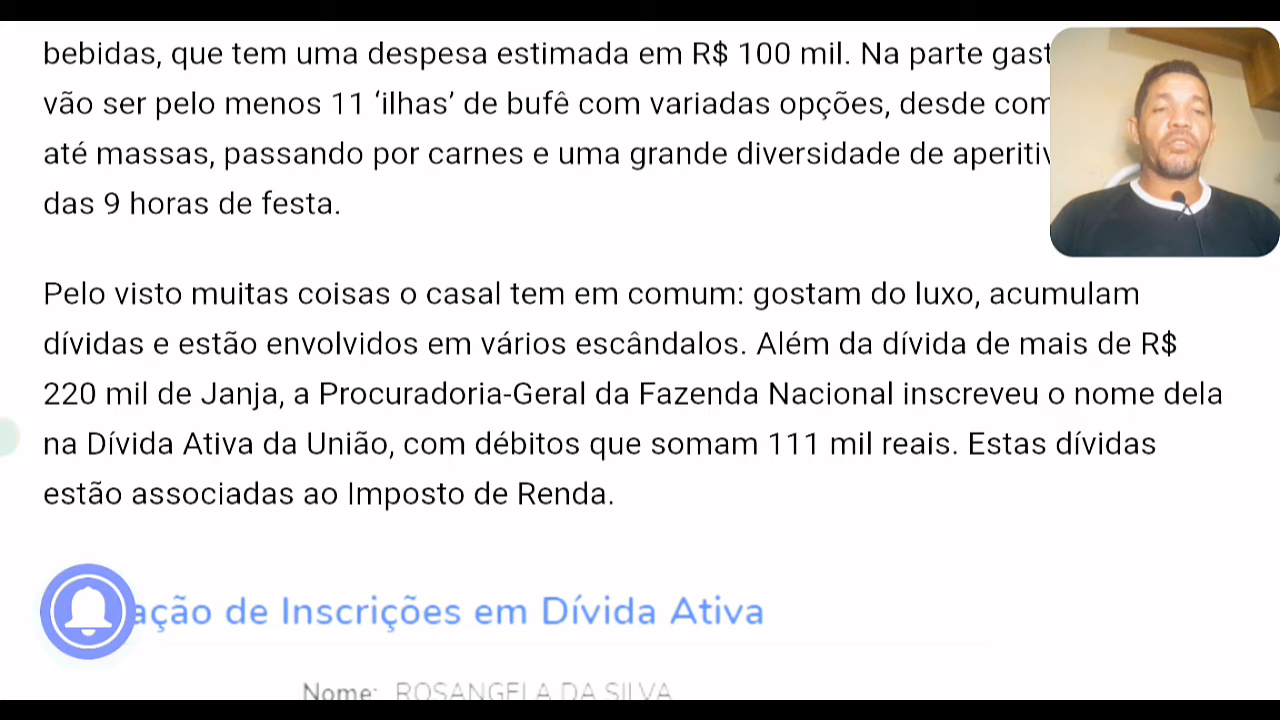 bebidas, que tem uma despesa estimada em R$ 100 mil. Na parte gast
vão ser pelo menos 11 ‘ilhas’ de bufê com variadas opções, desde com
até massas, passando por carnes e uma grande diversidade de aperitiv
das 9 horas de festa.
Pelo visto muitas coisas o casal tem em comum: gostam do luxo, acumulam
dívidas e estão envolvidos em vários escândalos. Além da dívida de mais de R$
220 mil de Janja, a Procuradoria-Geral da Fazenda Nacional inscreveu o nome dela
na Dívida Ativa da União, com débitos que somam 111 mil reais. Estas dívidas
estão associadas ao Imposto de Renda.
ação de Inscrições em Dívida Ativa
Nome: ROSANGELA DA SILVA